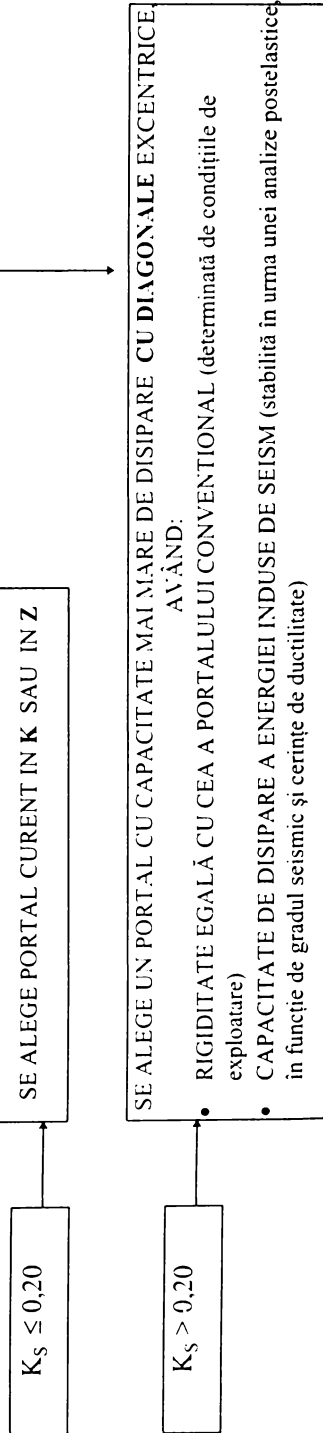 K_S ≤ 0,20
SE ALEGE PORTAL CURENT IN K SAU IN Z
K_S > 0,20
SE ALEGE UN PORTAL CU CAPACITATE MAI MARE DE DISIPARE CU DIAGONALE EXCENTRICE,
AVÂND:
• RIGIDITATE EGALĂ CU CEA A PORTALULUI CONVENTIONAL (determinată de condițiile de
exploatare)
• CAPACITATE DE DISIPARE A ENERGIEI INDUSE DE SEISM (stabilită în urma unei analize postelastice,
în funcție de gradul seismic și cerințe de ductilitate)